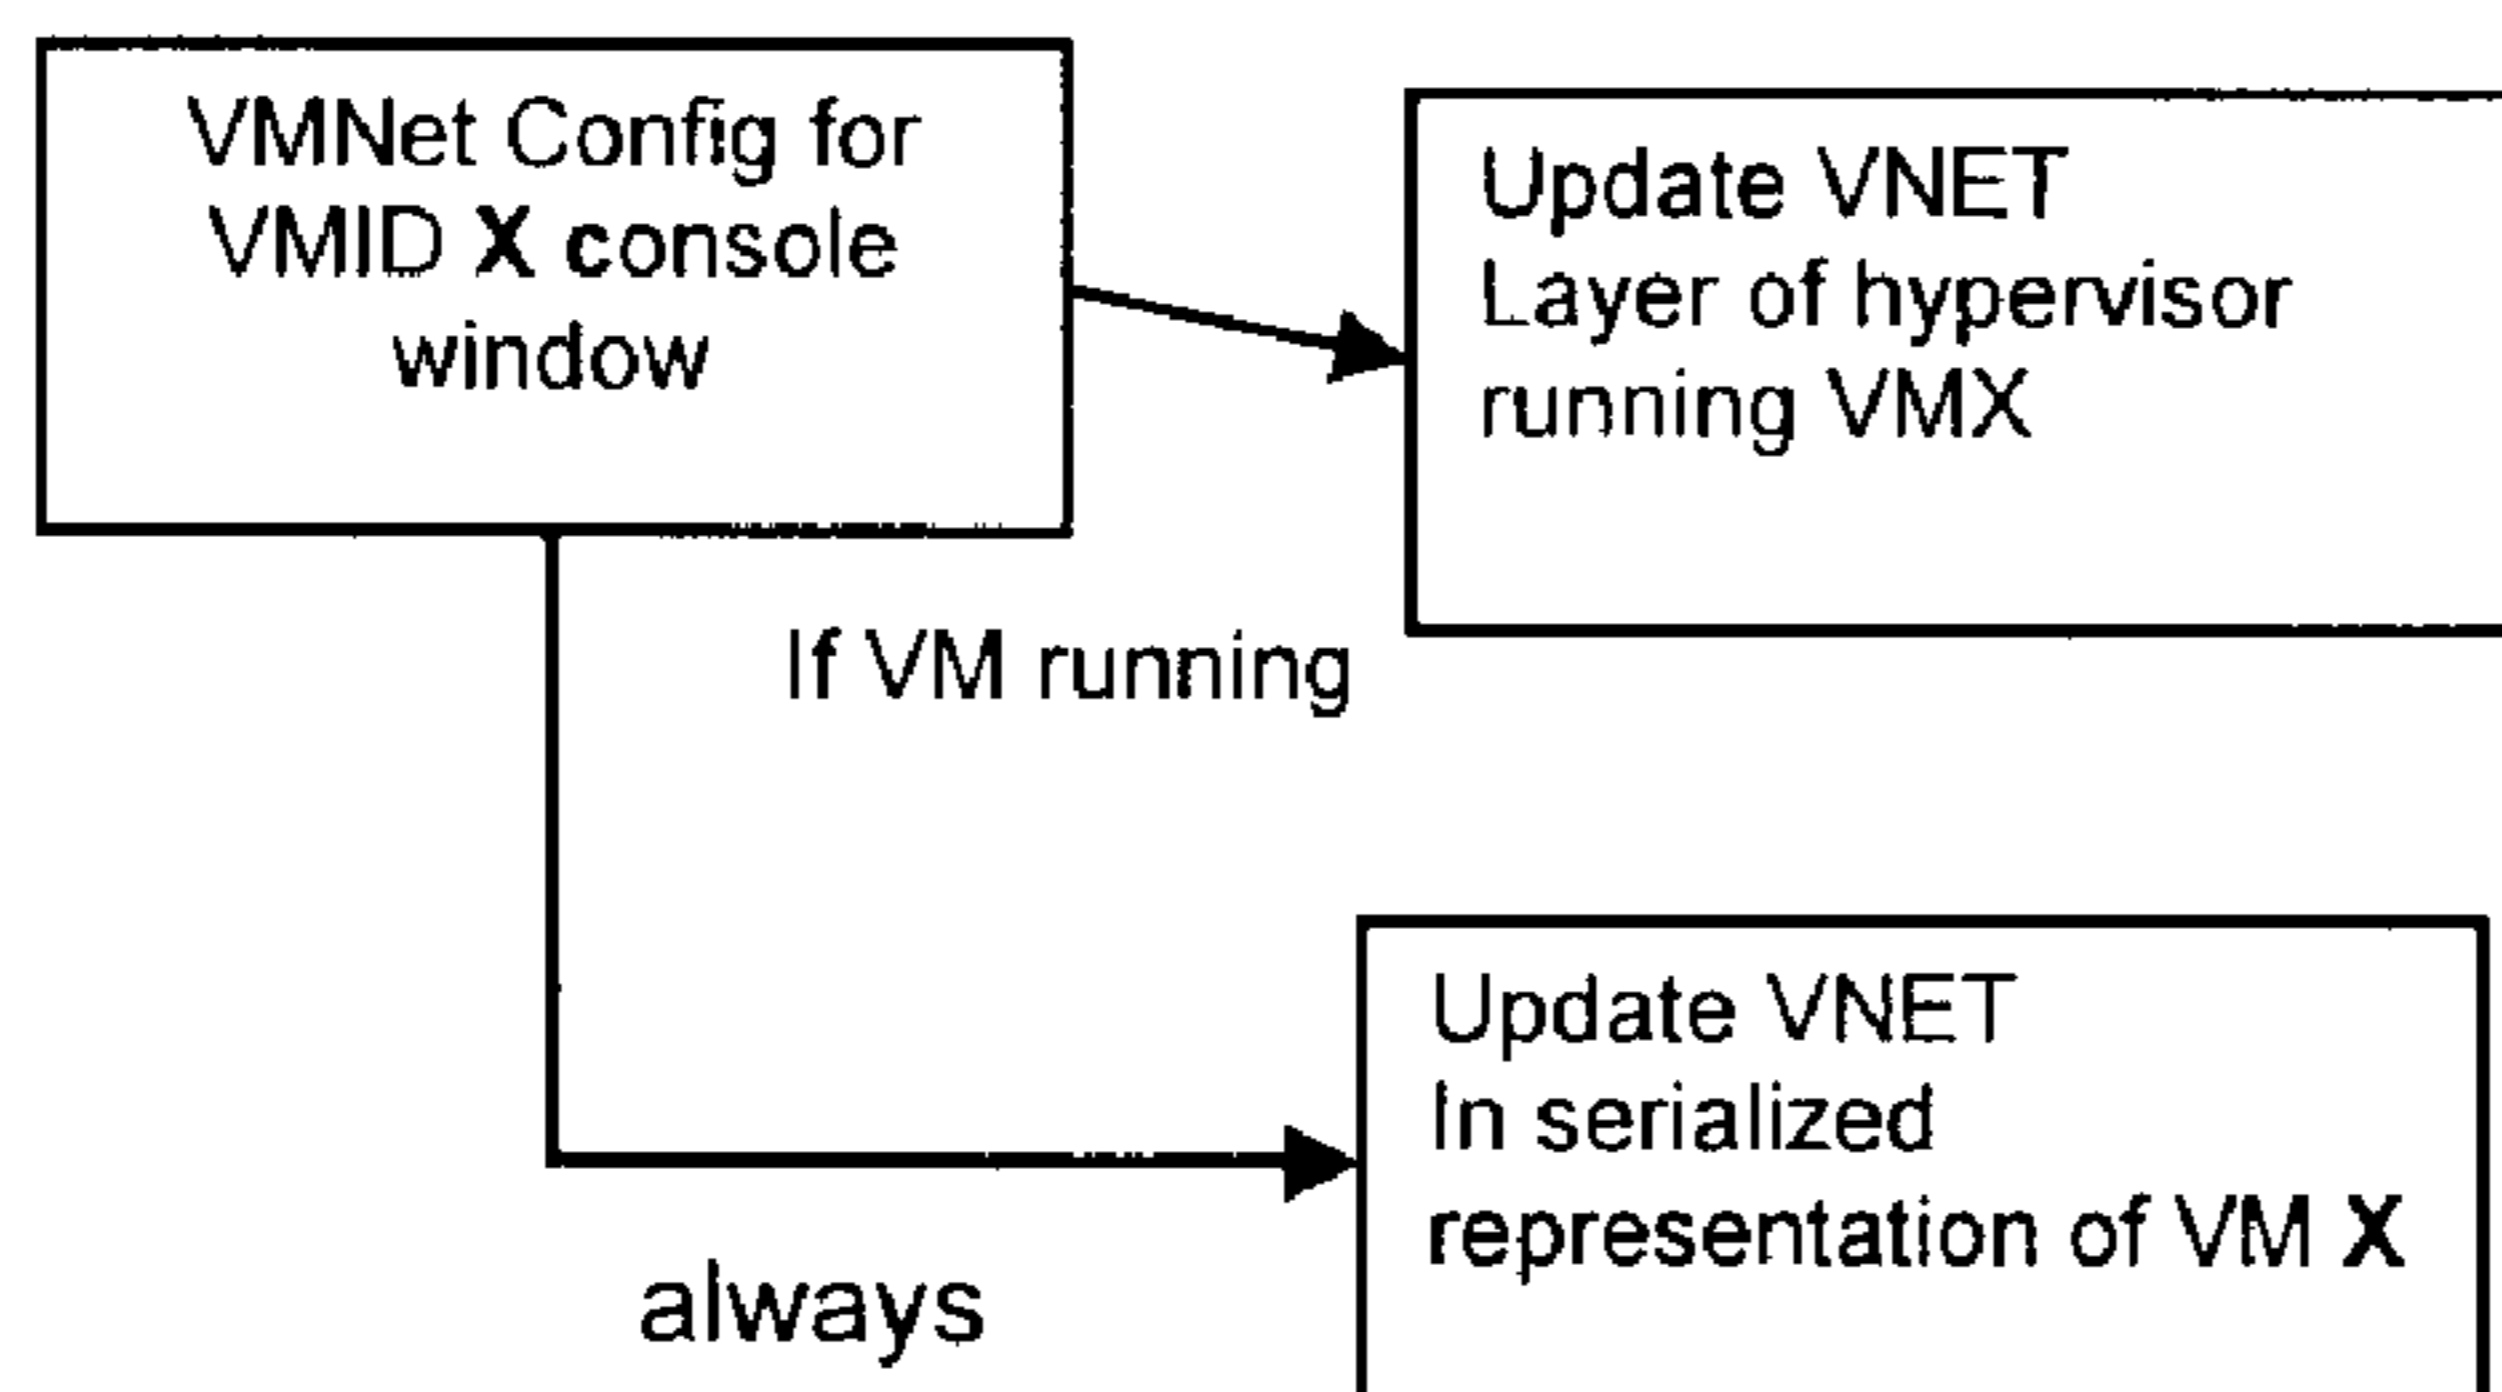 VMNet Config for
VMID X console
window
Update VNET
Layer of hypervisor
running VMX
If VM running
Update VNET
In serialized
representation of VM X
always